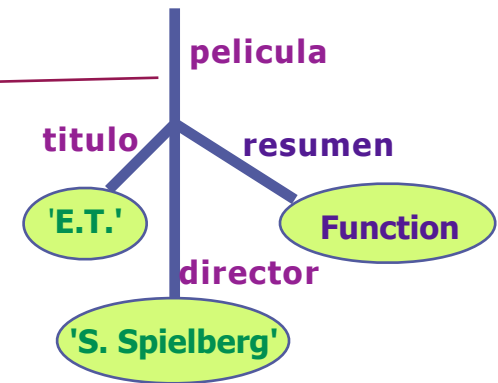 pelicula
titulo
resumen
'E.T.'
Function
director
'S. Spielberg'